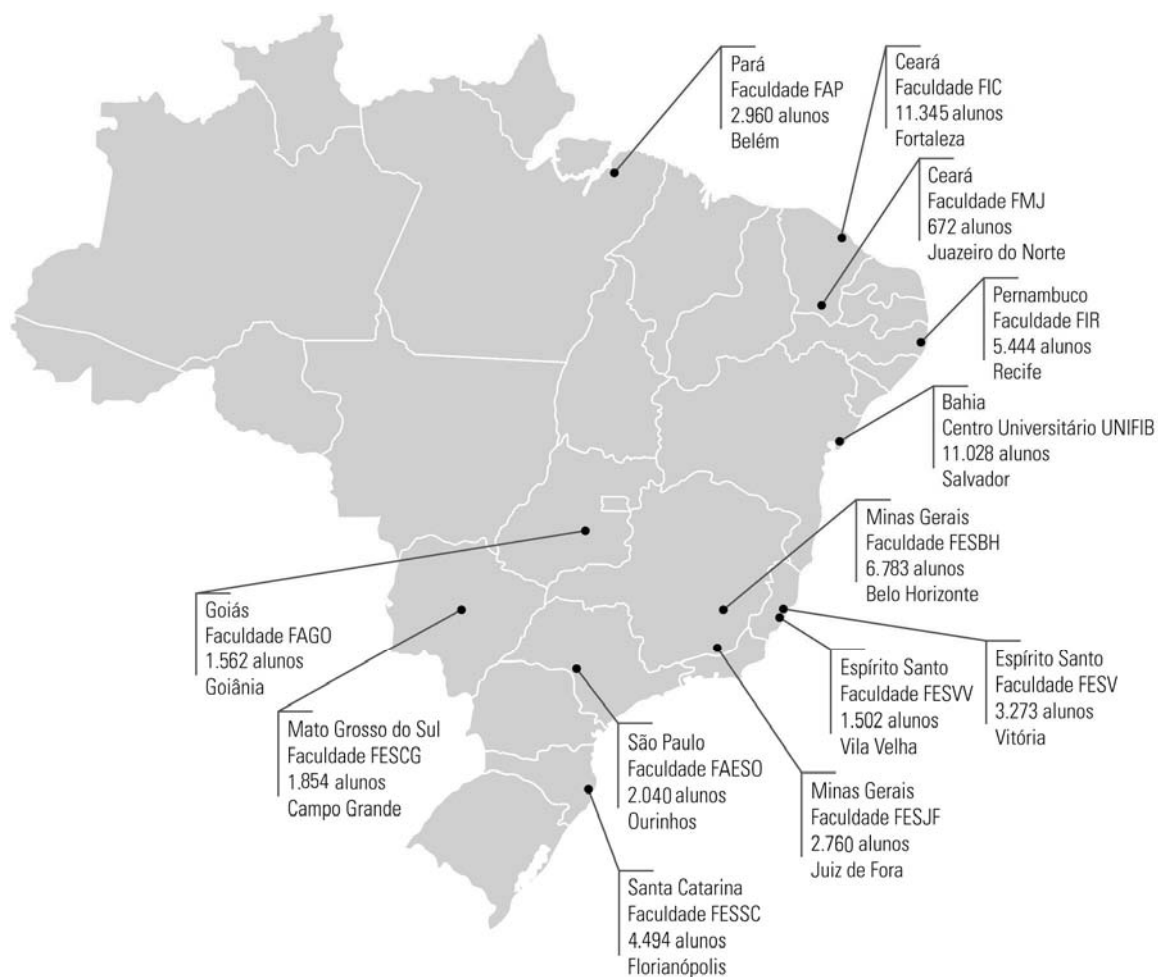 Pará
Faculdade FAP
2.960 alunos
Belém
Ceará
Faculdade FIC
11.345 alunos
Fortaleza
Ceará
Faculdade FMJ
672 alunos
Juazeiro do Norte
Pernambuco
Faculdade FIR
5.444 alunos
Recife
Bahia
Centro Universitário UNIFIB
11.028 alunos
Salvador
Minas Gerais
Faculdade FESBH
6.783 alunos
Belo Horizonte
Goiás
Faculdade FAGO
1.562 alunos
Goiânia
Espírito Santo
Faculdade FESVV
1.502 alunos
Vila Velha
Espírito Santo
Faculdade FESV
3.273 alunos
Vitória
Mato Grosso do Sul
Faculdade FESCG
1.854 alunos
Campo Grande
São Paulo
Faculdade FAESO
2.040 alunos
Ourinhos
Minas Gerais
Faculdade FESJF
2.760 alunos
Juiz de Fora
Santa Catarina
Faculdade FESSC
4.494 alunos
Florianópolis